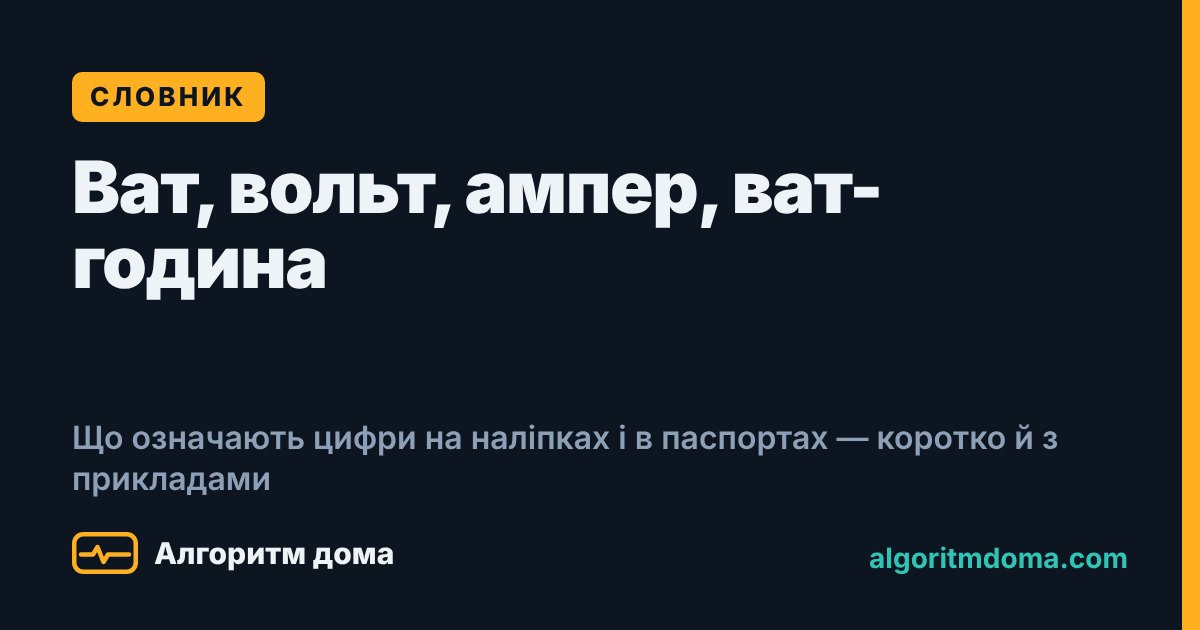 СЛОВНИК
Ват, вольт, ампер, ват-
година
Що означають цифри на наліпках і в паспортах — коротко й з
прикладами
Алгоритм дома
algoritmdoma.com